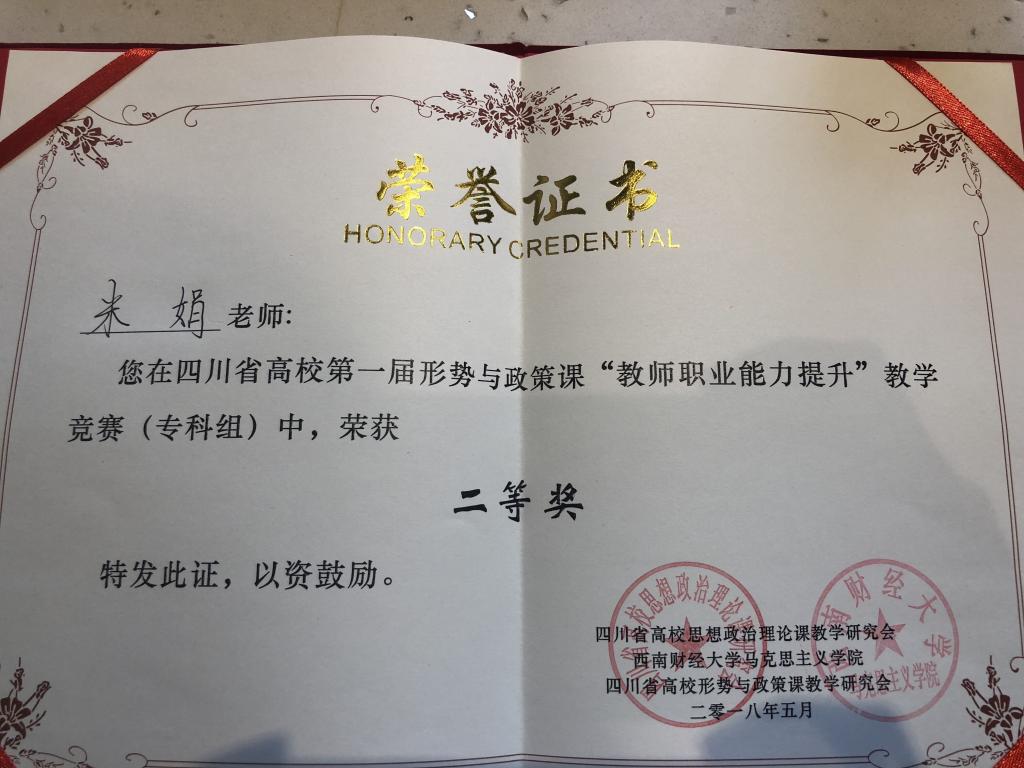 荣誉证书
HONORARY CREDENTIAL
米娟老师:
您在四川省高校第一届形势与政策课“教师职业能力提升”教学
竞赛（专科组）中，荣获
二等奖
特发此证，以资鼓励。
四川省高校思想政治理论课教学研究会
西南财经大学马克思主义学院
四川省高校形势与政策课教学研究会
二零一八年五月